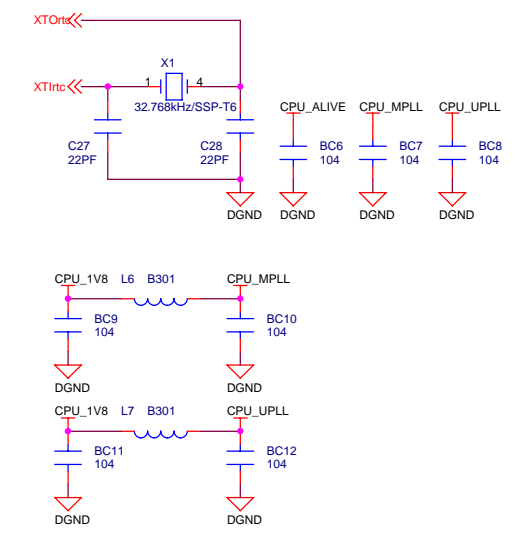 XTOrtc
XTIrtc
X1
1
4
32.768kHz/SSP-T6
C27
22PF
C28
22PF
DGND
CPU_ALIVE
CPU_MPLL
CPU_UPLL
BC6
104
BC7
104
BC8
104
DGND
DGND
DGND
CPU_1V8
L6
B301
CPU_MPLL
BC9
104
BC10
104
DGND
DGND
CPU_1V8
L7
B301
CPU_UPLL
BC11
104
BC12
104
DGND
DGND